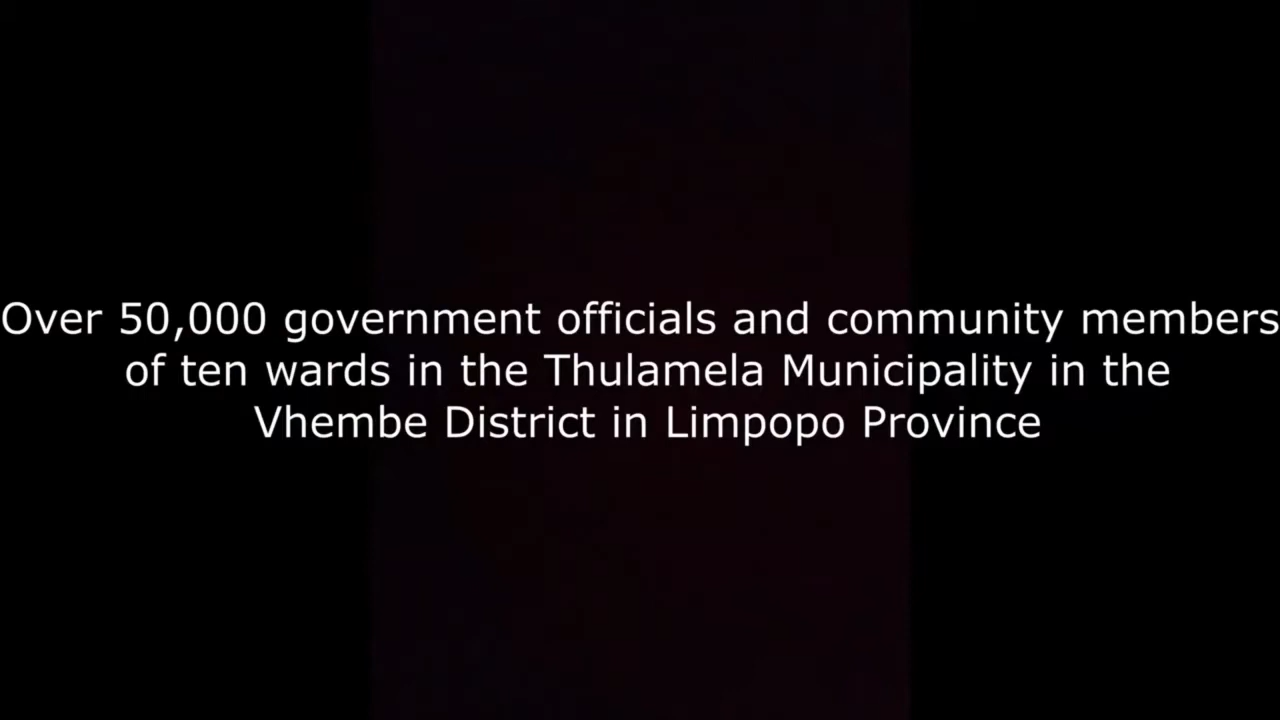 Over 50,000 government officials and community members
of ten wards in the Thulamela Municipality in the
Vhembe District in Limpopo Province